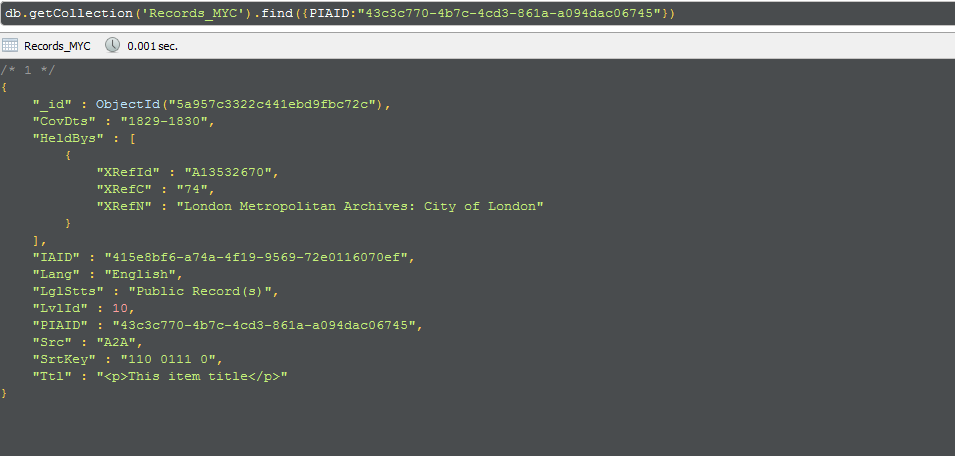 db.getCollection('Records_MYC').find({PIAID:"43c3c770-4b7c-4cd3-861a-a094dac06745"})
Records_MYC 0.001 sec.
/* 1 */
{
    "_id" : ObjectId("5a957c3322c441ebd9fbc72c"),
    "CovDts" : "1829-1830",
    "HeldBys" : [
        {
            "XRefId" : "A13532670",
            "XRefC" : "74",
            "XRefN" : "London Metropolitan Archives: City of London"
        }
    ],
    "IAID" : "415e8bf6-a74a-4f19-9569-72e0116070ef",
    "Lang" : "English",
    "LglStts" : "Public Record(s)",
    "LvlId" : 10,
    "PIAID" : "43c3c770-4b7c-4cd3-861a-a094dac06745",
    "Src" : "A2A",
    "SrtKey" : "110 0111 0",
    "Ttl" : "<p>This item title</p>"
}